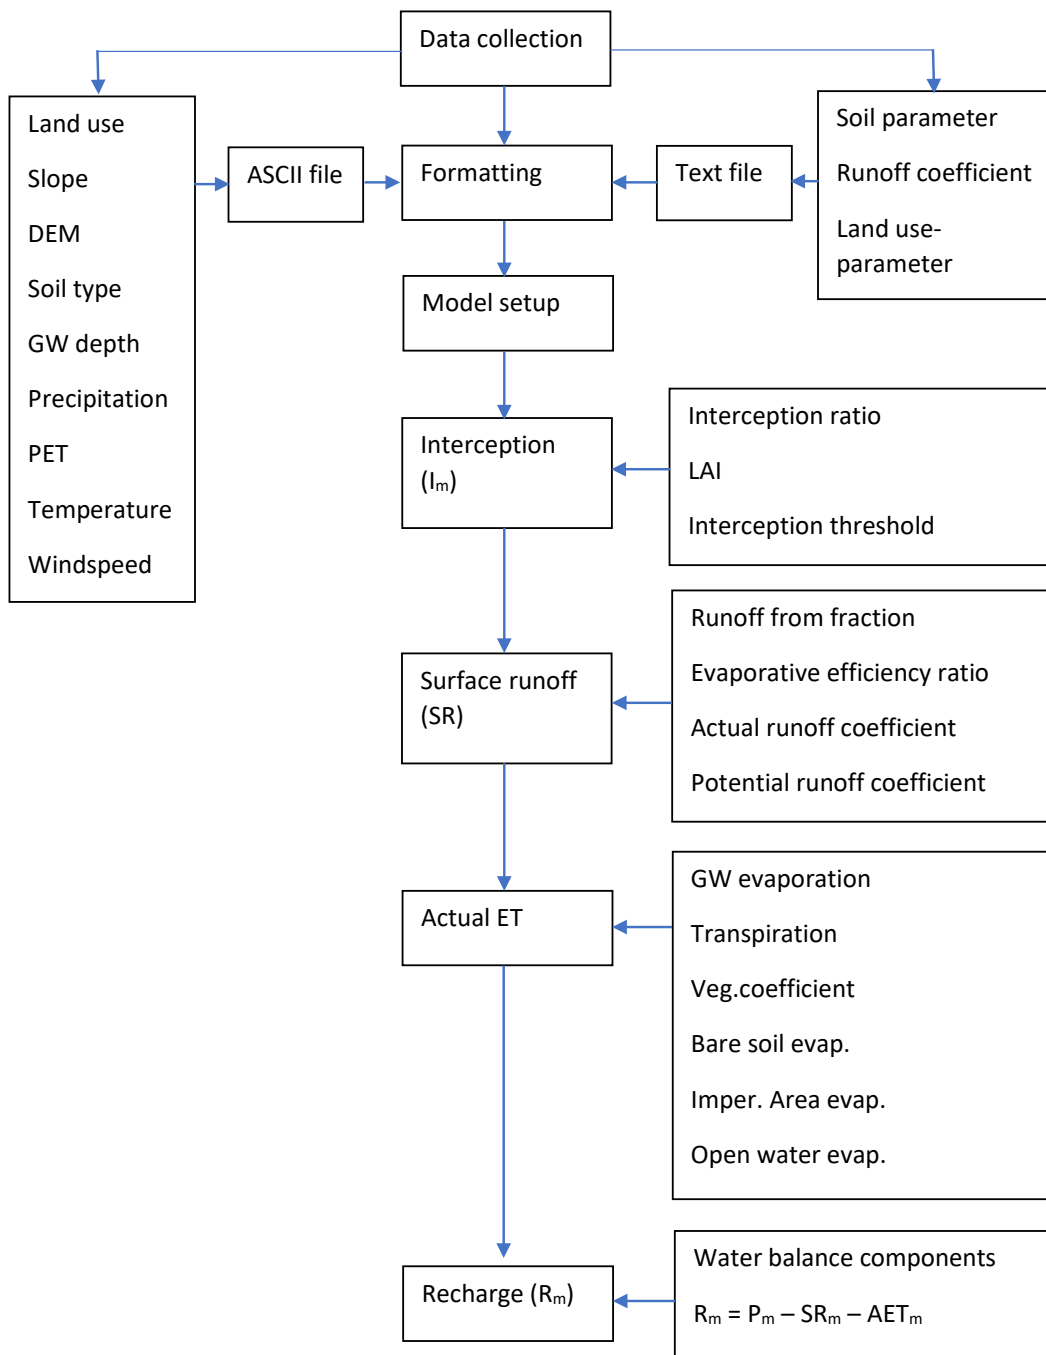 Data collection
Land use
Slope
DEM
Soil type
GW depth
Precipitation
PET
Temperature
Windspeed
ASCII file
Formatting
Text file
Soil parameter
Runoff coefficient
Land use-
parameter
Model setup
Interception
(Iₘ)
Interception ratio
LAI
Interception threshold
Surface runoff
(SR)
Runoff from fraction
Evaporative efficiency ratio
Actual runoff coefficient
Potential runoff coefficient
Actual ET
GW evaporation
Transpiration
Veg.coefficient
Bare soil evap.
Imper. Area evap.
Open water evap.
Recharge (Rₘ)
Water balance components
Rₘ = Pₘ – SRₘ – AETₘ